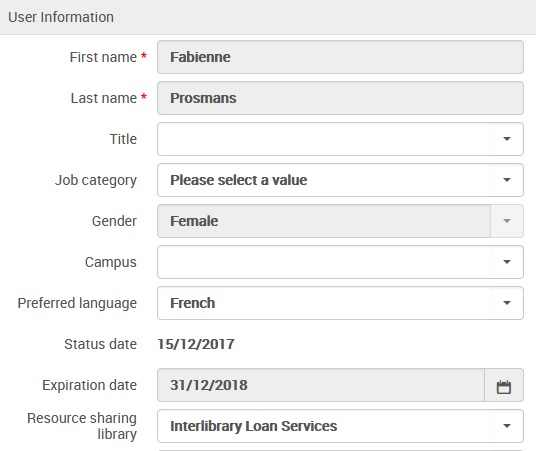 User Information
First name * Fabienne
Last name * Prosmans
Title
Job category Please select a value
Gender Female
Campus
Preferred language French
Status date 15/12/2017
Expiration date 31/12/2018
Resource sharing
library Interlibrary Loan Services